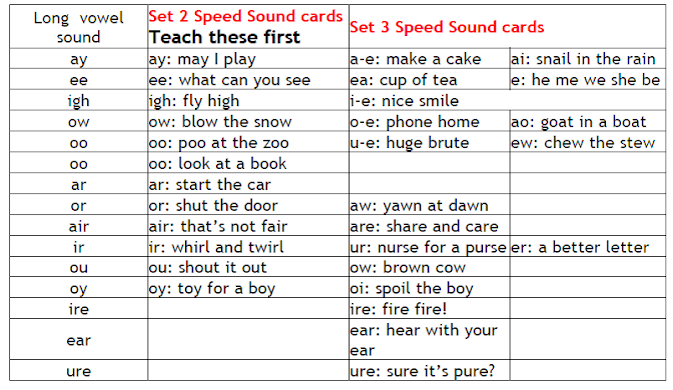 Long vowel sound Set 2 Speed Sound cards Teach these first Set 3 Speed Sound cards
ay ay: may I play a-e: make a cake ai: snail in the rain
ee ee: what can you see ea: cup of tea e: he me we she be
igh igh: fly high i-e: nice smile
ow ow: blow the snow o-e: phone home ao: goat in a boat
oo oo: poo at the zoo u-e: huge brute ew: chew the stew
oo oo: look at a book
ar ar: start the car
or or: shut the door aw: yawn at dawn
air air: that’s not fair are: share and care
ir ir: whirl and twirl ur: nurse for a purse er: a better letter
ou ou: shout it out ow: brown cow
oy oy: toy for a boy oi: spoil the boy
ire ire: fire fire!
ear ear: hear with your ear
ure ure: sure it’s pure?